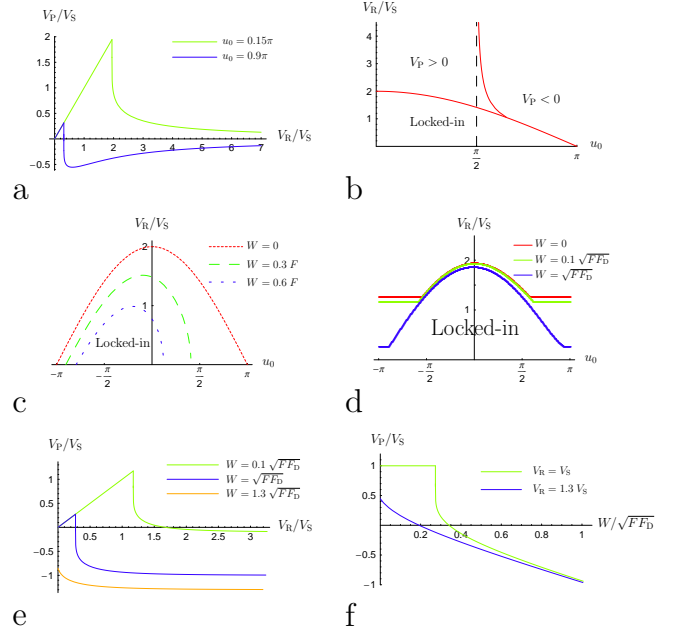 V_P/V_S
2
1.5
1
0.5
−0.5
1 2 3 4 5 6 7
V_R/V_S
u_0 = 0.15π
u_0 = 0.9π
a
V_R/V_S
4
3
2
1
V_P > 0
V_P < 0
Locked-in
π/2
π
u_0
b
V_R/V_S
2
1
W = 0
W = 0.3 F
W = 0.6 F
Locked-in
−π −π/2 π/2 π
u_0
c
V_R/V_S
2
1
W = 0
W = 0.1 √FF_D
W = √FF_D
Locked-in
−π −π/2 π/2 π
u_0
d
V_P/V_S
1
0.5
−0.5
−1
0.5 1 1.5 2 2.5 3
V_R/V_S
W = 0.1 √FF_D
W = √FF_D
W = 1.3 √FF_D
e
V_P/V_S
1
0.5
−0.5
−1
0.2 0.4 0.6 0.8 1
W/√FF_D
V_R = V_S
V_R = 1.3 V_S
f